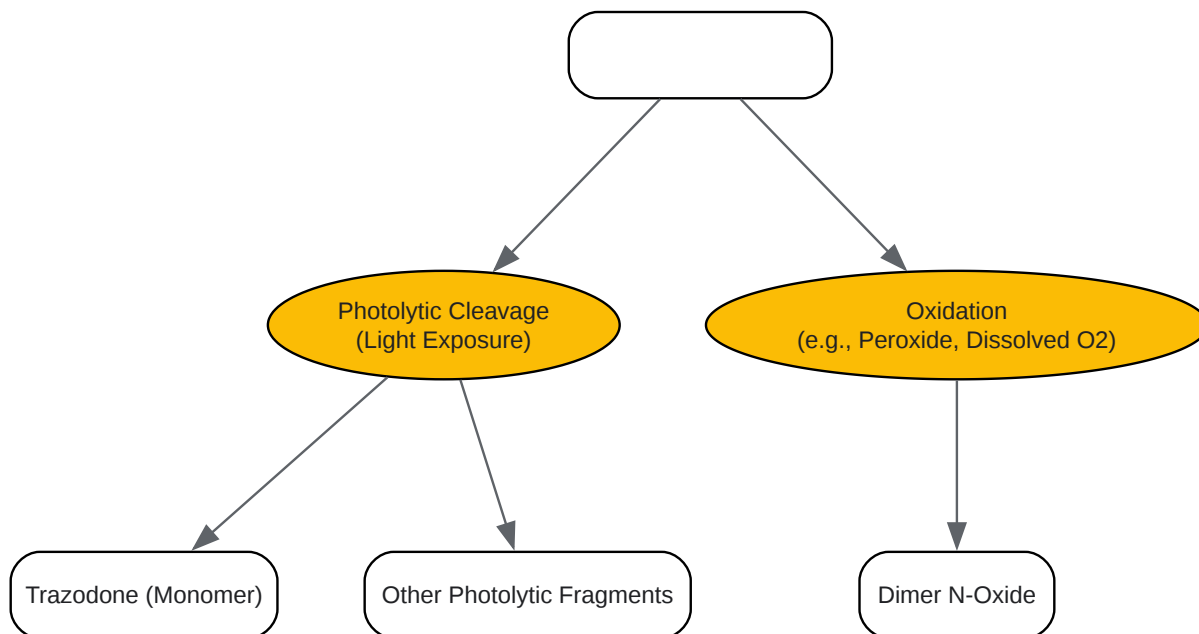 Photolytic Cleavage
(Light Exposure)
Oxidation
(e.g., Peroxide, Dissolved O2)
Trazodone (Monomer)
Other Photolytic Fragments
Dimer N-Oxide